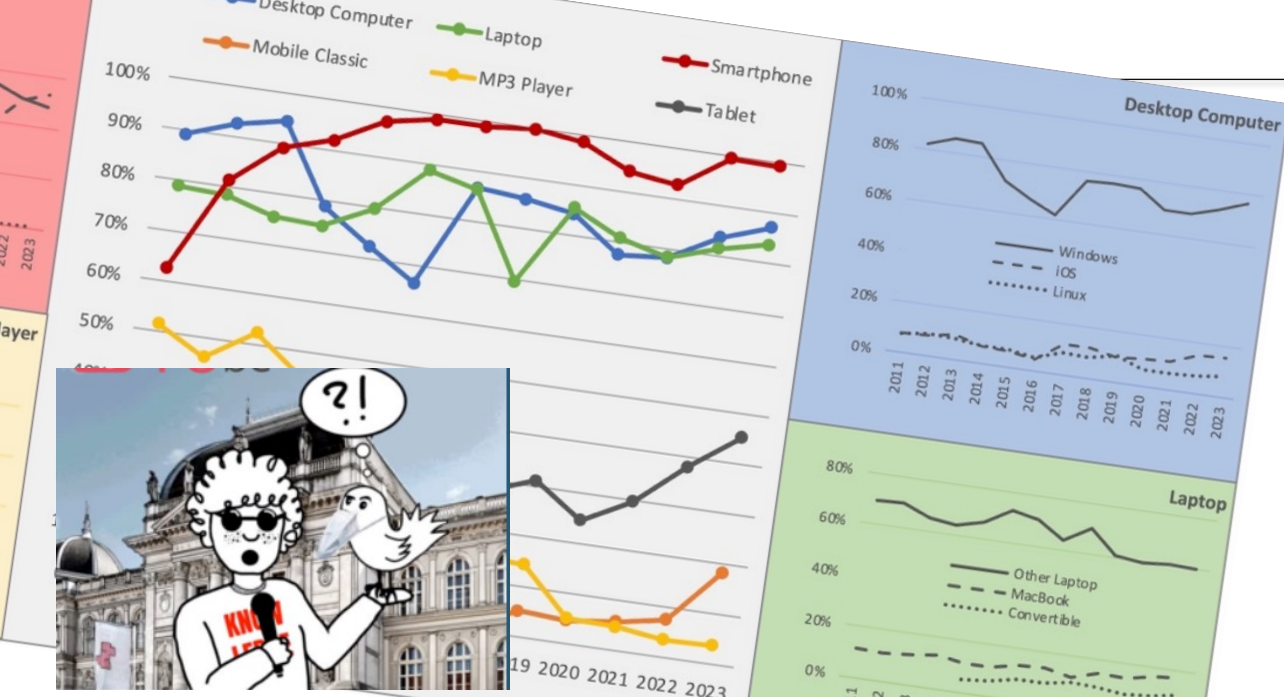 Desktop Computer
Laptop
Smartphone
Mobile Classic
MP3 Player
Tablet
100%
90%
80%
70%
60%
50%
19 2020 2021 2022 2023
2022
2023
layer
?!
KNOW
Desktop Computer
100%
80%
60%
40%
20%
0%
Windows
iOS
Linux
2011 2012 2013 2014 2015 2016 2017 2018 2019 2020 2021 2022 2023
Laptop
80%
60%
40%
20%
0%
Other Laptop
MacBook
Convertible